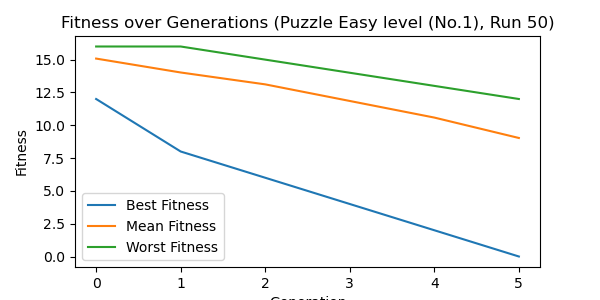 Fitness over Generations (Puzzle Easy level (No.1), Run 50)
15.0
12.5
10.0
7.5
5.0
2.5
0.0
Fitness
Best Fitness
Mean Fitness
Worst Fitness
0 1 2 3 4 5
Generation